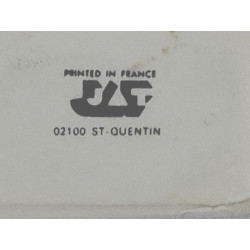 PRINTED IN FRANCE
02100 ST-QUENTIN